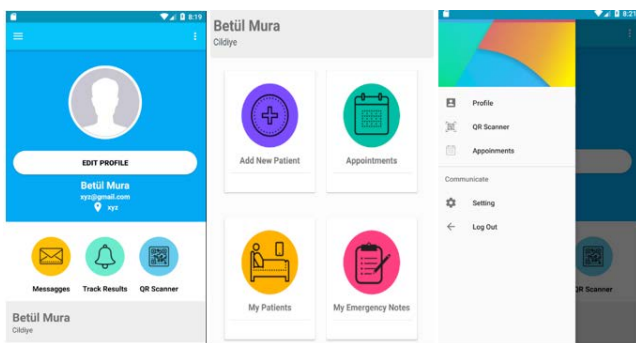 8:19
EDIT PROFILE
Betül Mura
xyz@gmail.com
xyz
Messagges
Track Results
QR Scanner
Betül Mura
Cildiye
Betül Mura
Cildiye
Add New Patient
Appointments
My Patients
My Emergency Notes
8:21
Profile
QR Scanner
Appoinments
Communicate
Setting
Log Out
QR Scanner